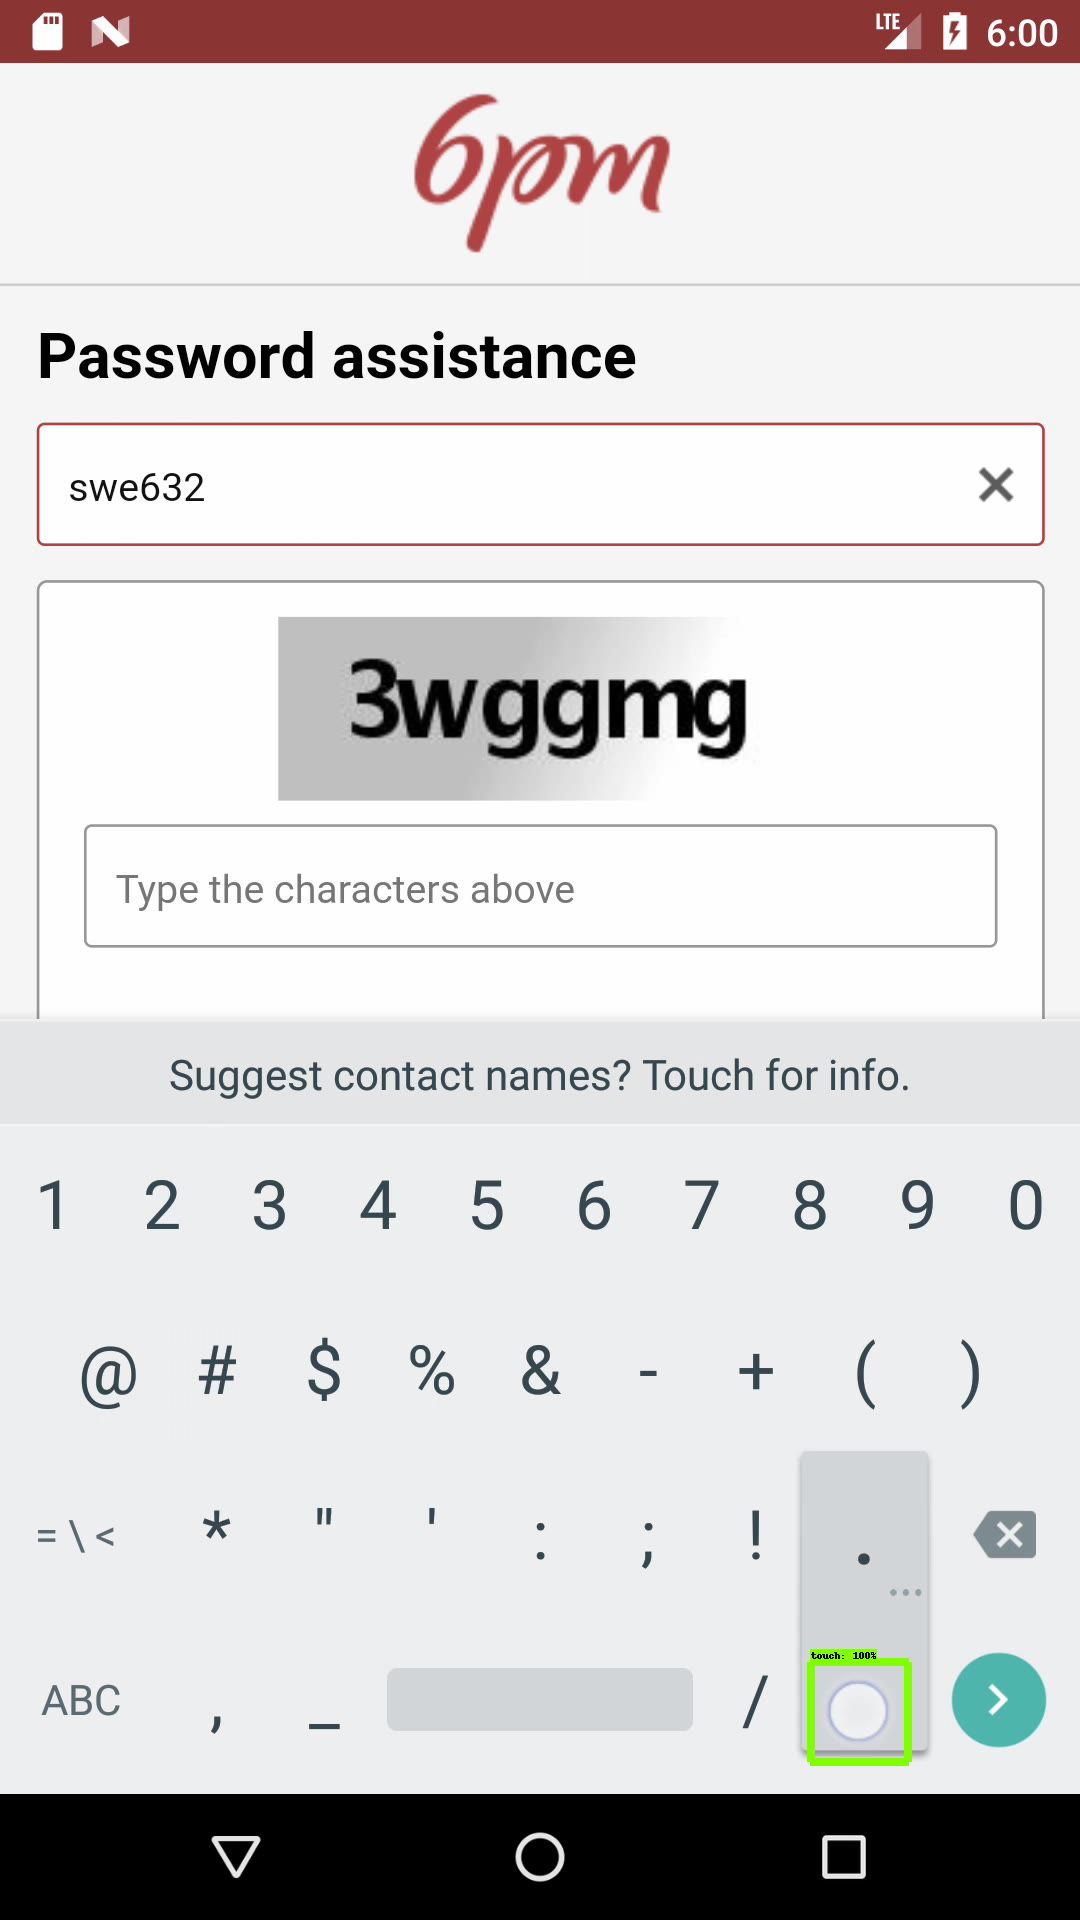 LTE 6:00
6pm
Password assistance
swe632
3wggmg
Type the characters above
Suggest contact names? Touch for info.
1 2 3 4 5 6 7 8 9 0
@ # $ % & - + ( )
= \ < * " ' : ; ! .
touch: 100%
ABC , _ /